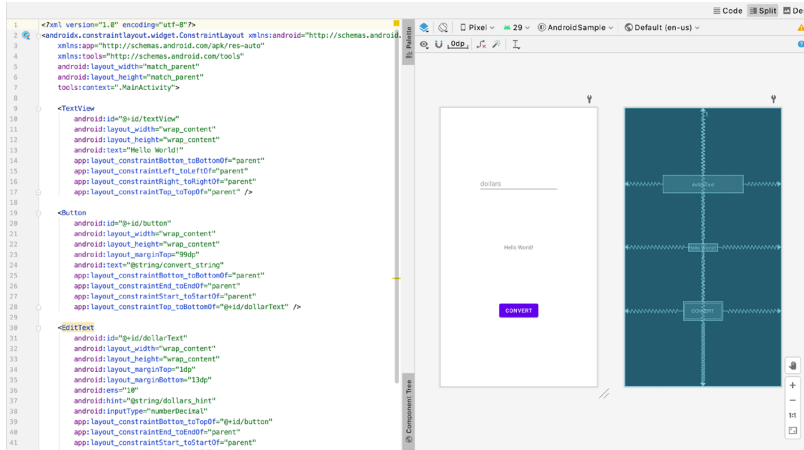 Code Split De
Palette
Pixel 29 AndroidSample Default (en-us)
0dp
1 <?xml version="1.0" encoding="utf-8"?>
2 <androidx.constraintlayout.widget.ConstraintLayout xmlns:android="http://schemas.android.
3 xmlns:app="http://schemas.android.com/apk/res-auto"
4 xmlns:tools="http://schemas.android.com/tools"
5 android:layout_width="match_parent"
6 android:layout_height="match_parent"
7 tools:context=".MainActivity">
8
9 <TextView
10 android:id="@+id/textView"
11 android:layout_width="wrap_content"
12 android:layout_height="wrap_content"
13 android:text="Hello World!"
14 app:layout_constraintBottom_toBottomOf="parent"
15 app:layout_constraintLeft_toLeftOf="parent"
16 app:layout_constraintRight_toRightOf="parent"
17 app:layout_constraintTop_toTopOf="parent" />
18
19 <Button
20 android:id="@+id/button"
21 android:layout_width="wrap_content"
22 android:layout_height="wrap_content"
23 android:layout_marginTop="99dp"
24 android:text="@string/convert_string"
25 app:layout_constraintBottom_toBottomOf="parent"
26 app:layout_constraintEnd_toEndOf="parent"
27 app:layout_constraintStart_toStartOf="parent"
28 app:layout_constraintTop_toBottomOf="@+id/dollarText" />
29
30 <EditText
31 android:id="@+id/dollarText"
32 android:layout_width="wrap_content"
33 android:layout_height="wrap_content"
34 android:layout_marginTop="1dp"
35 android:layout_marginBottom="13dp"
36 android:ems="10"
37 android:hint="@string/dollars_hint"
38 android:inputType="numberDecimal"
39 app:layout_constraintBottom_toTopOf="@+id/button"
40 app:layout_constraintEnd_toEndOf="parent"
41 app:layout_constraintStart_toStartOf="parent"
dollars
Hello World!
CONVERT
dollarText
Hello World!
CONVERT
Component Tree
+
−
1:1